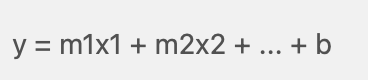 y = m1x1 + m2x2 + ... + b